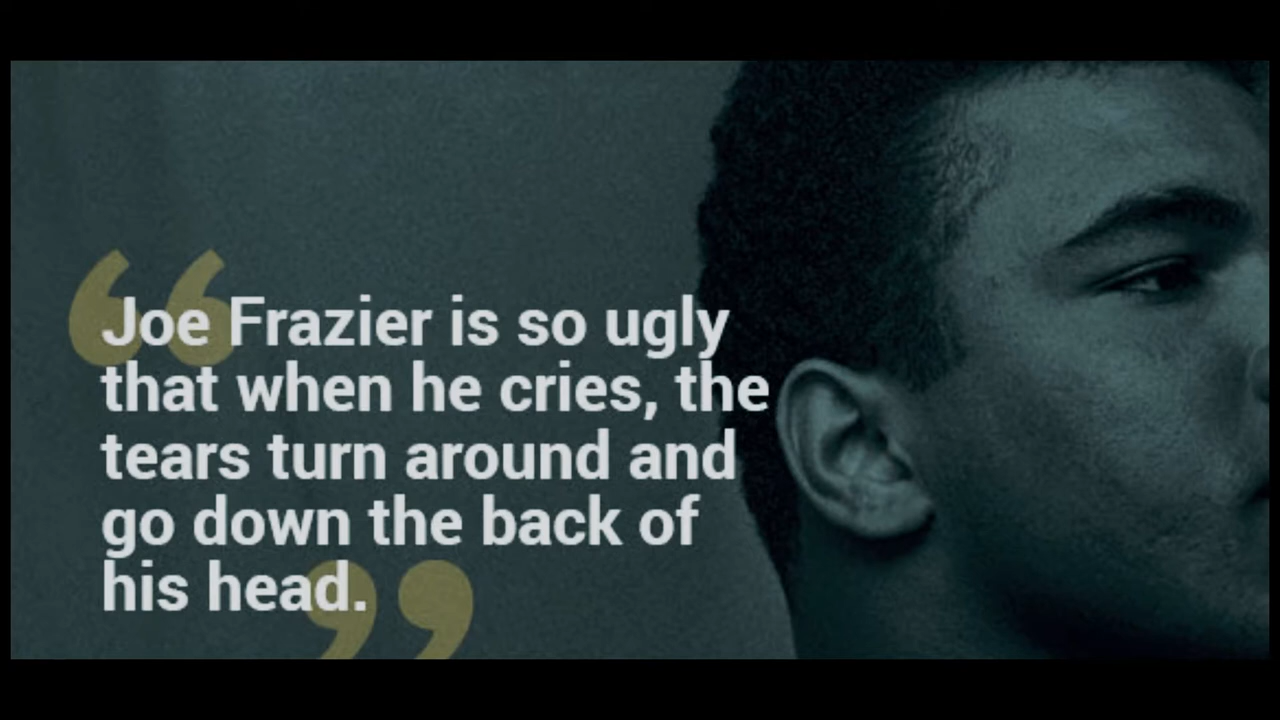 Joe Frazier is so ugly
that when he cries, the
tears turn around and
go down the back of
his head.